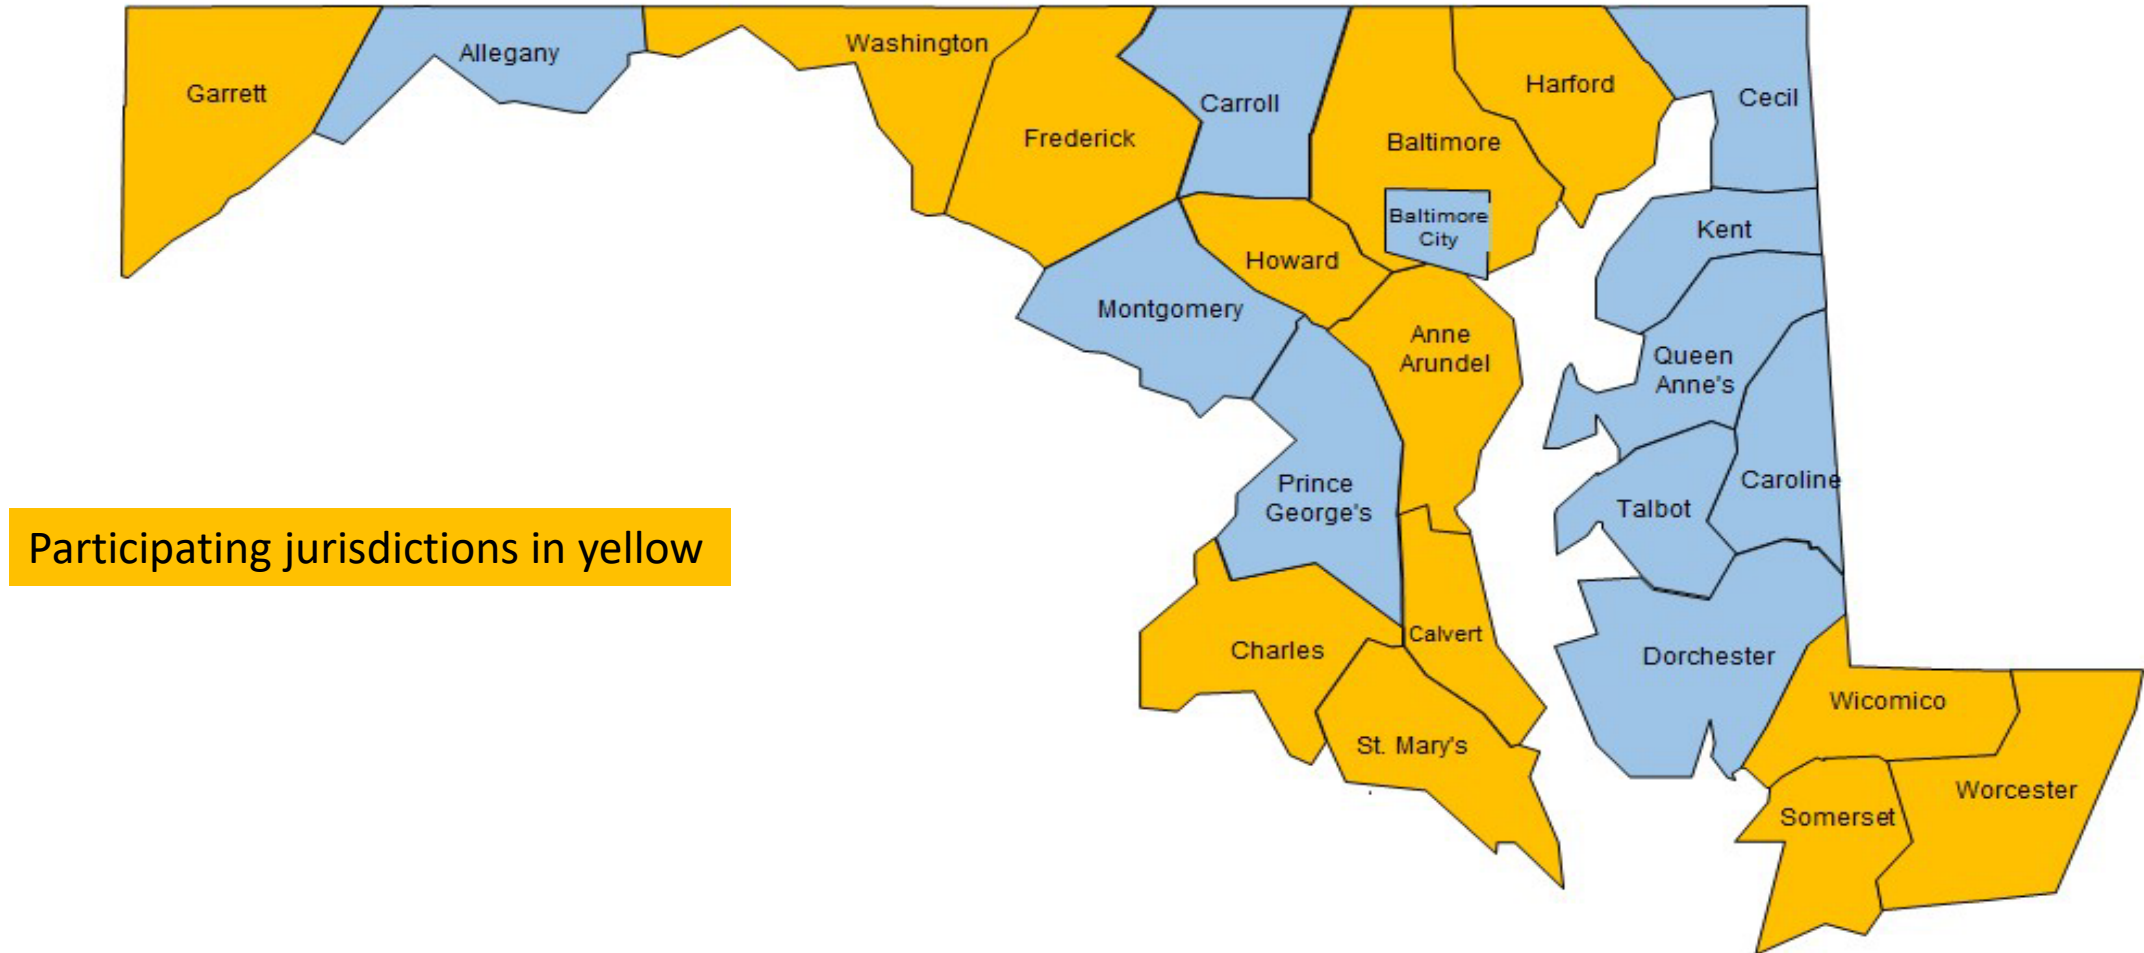 Garrett
Allegany
Washington
Frederick
Carroll
Baltimore
Harford
Cecil
Baltimore
City
Kent
Howard
Montgomery
Anne
Arundel
Queen
Anne's
Prince
George's
Talbot
Caroline
Participating jurisdictions in yellow
Charles
Calvert
Dorchester
St. Mary's
Wicomico
Somerset
Worcester